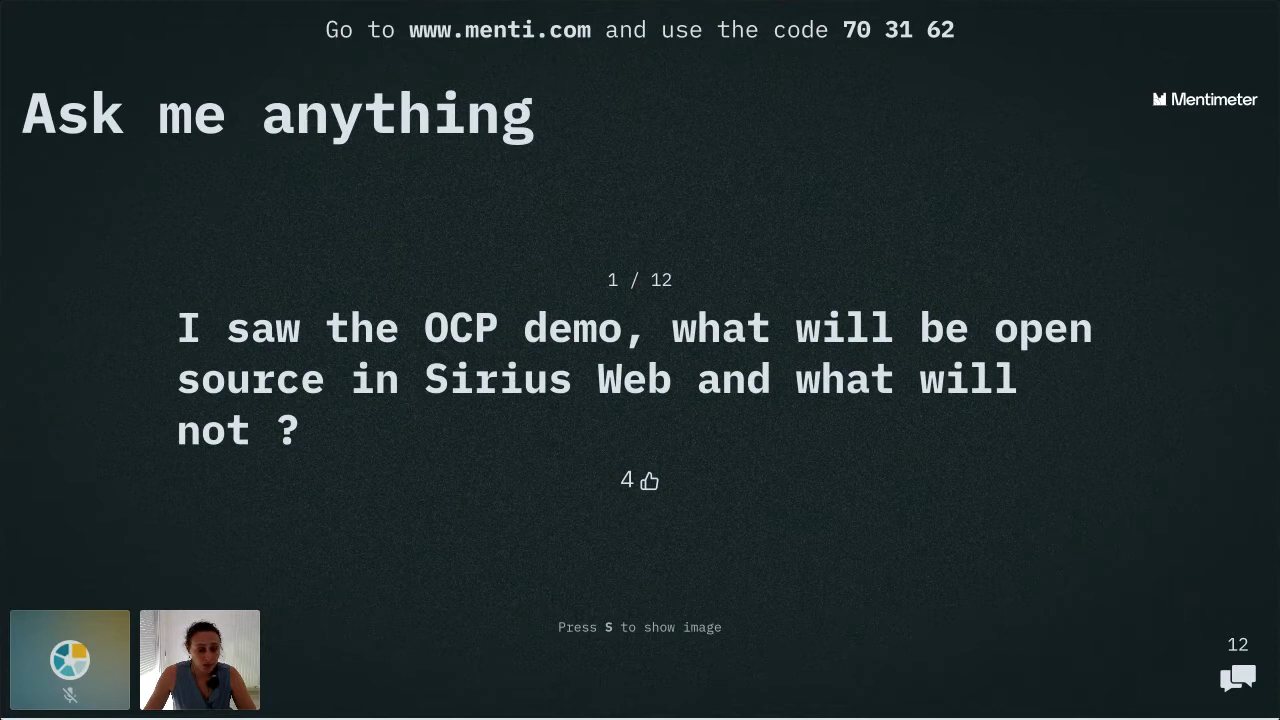 Go to www.menti.com and use the code 70 31 62
Ask me anything
Mentimeter
1 / 12
I saw the OCP demo, what will be open
source in Sirius Web and what will
not ?
4
Press S to show image
12